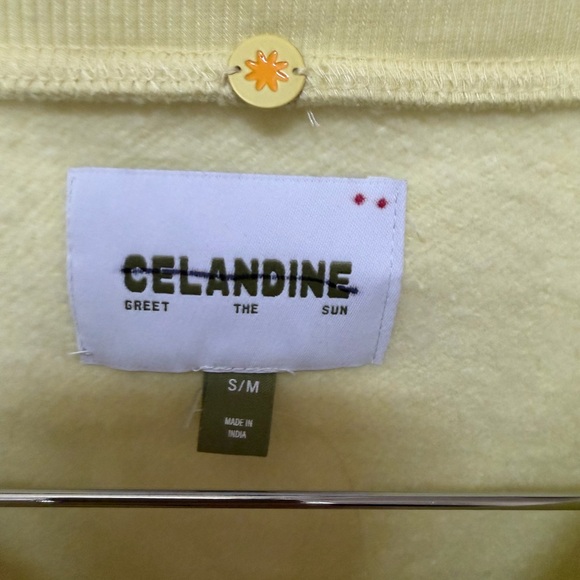 CELANDINE
GREET THE SUN
S/M
MADE IN
INDIA